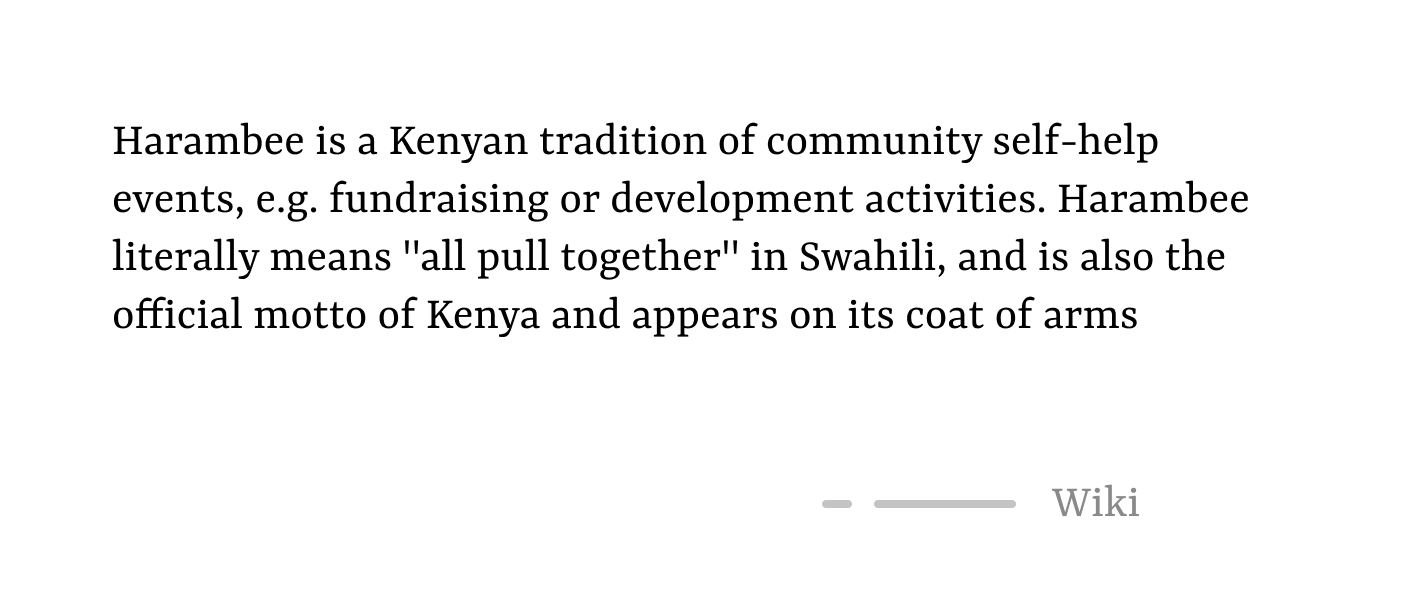 Harambee is a Kenyan tradition of community self-help
events, e.g. fundraising or development activities. Harambee
literally means "all pull together" in Swahili, and is also the
official motto of Kenya and appears on its coat of arms
Wiki